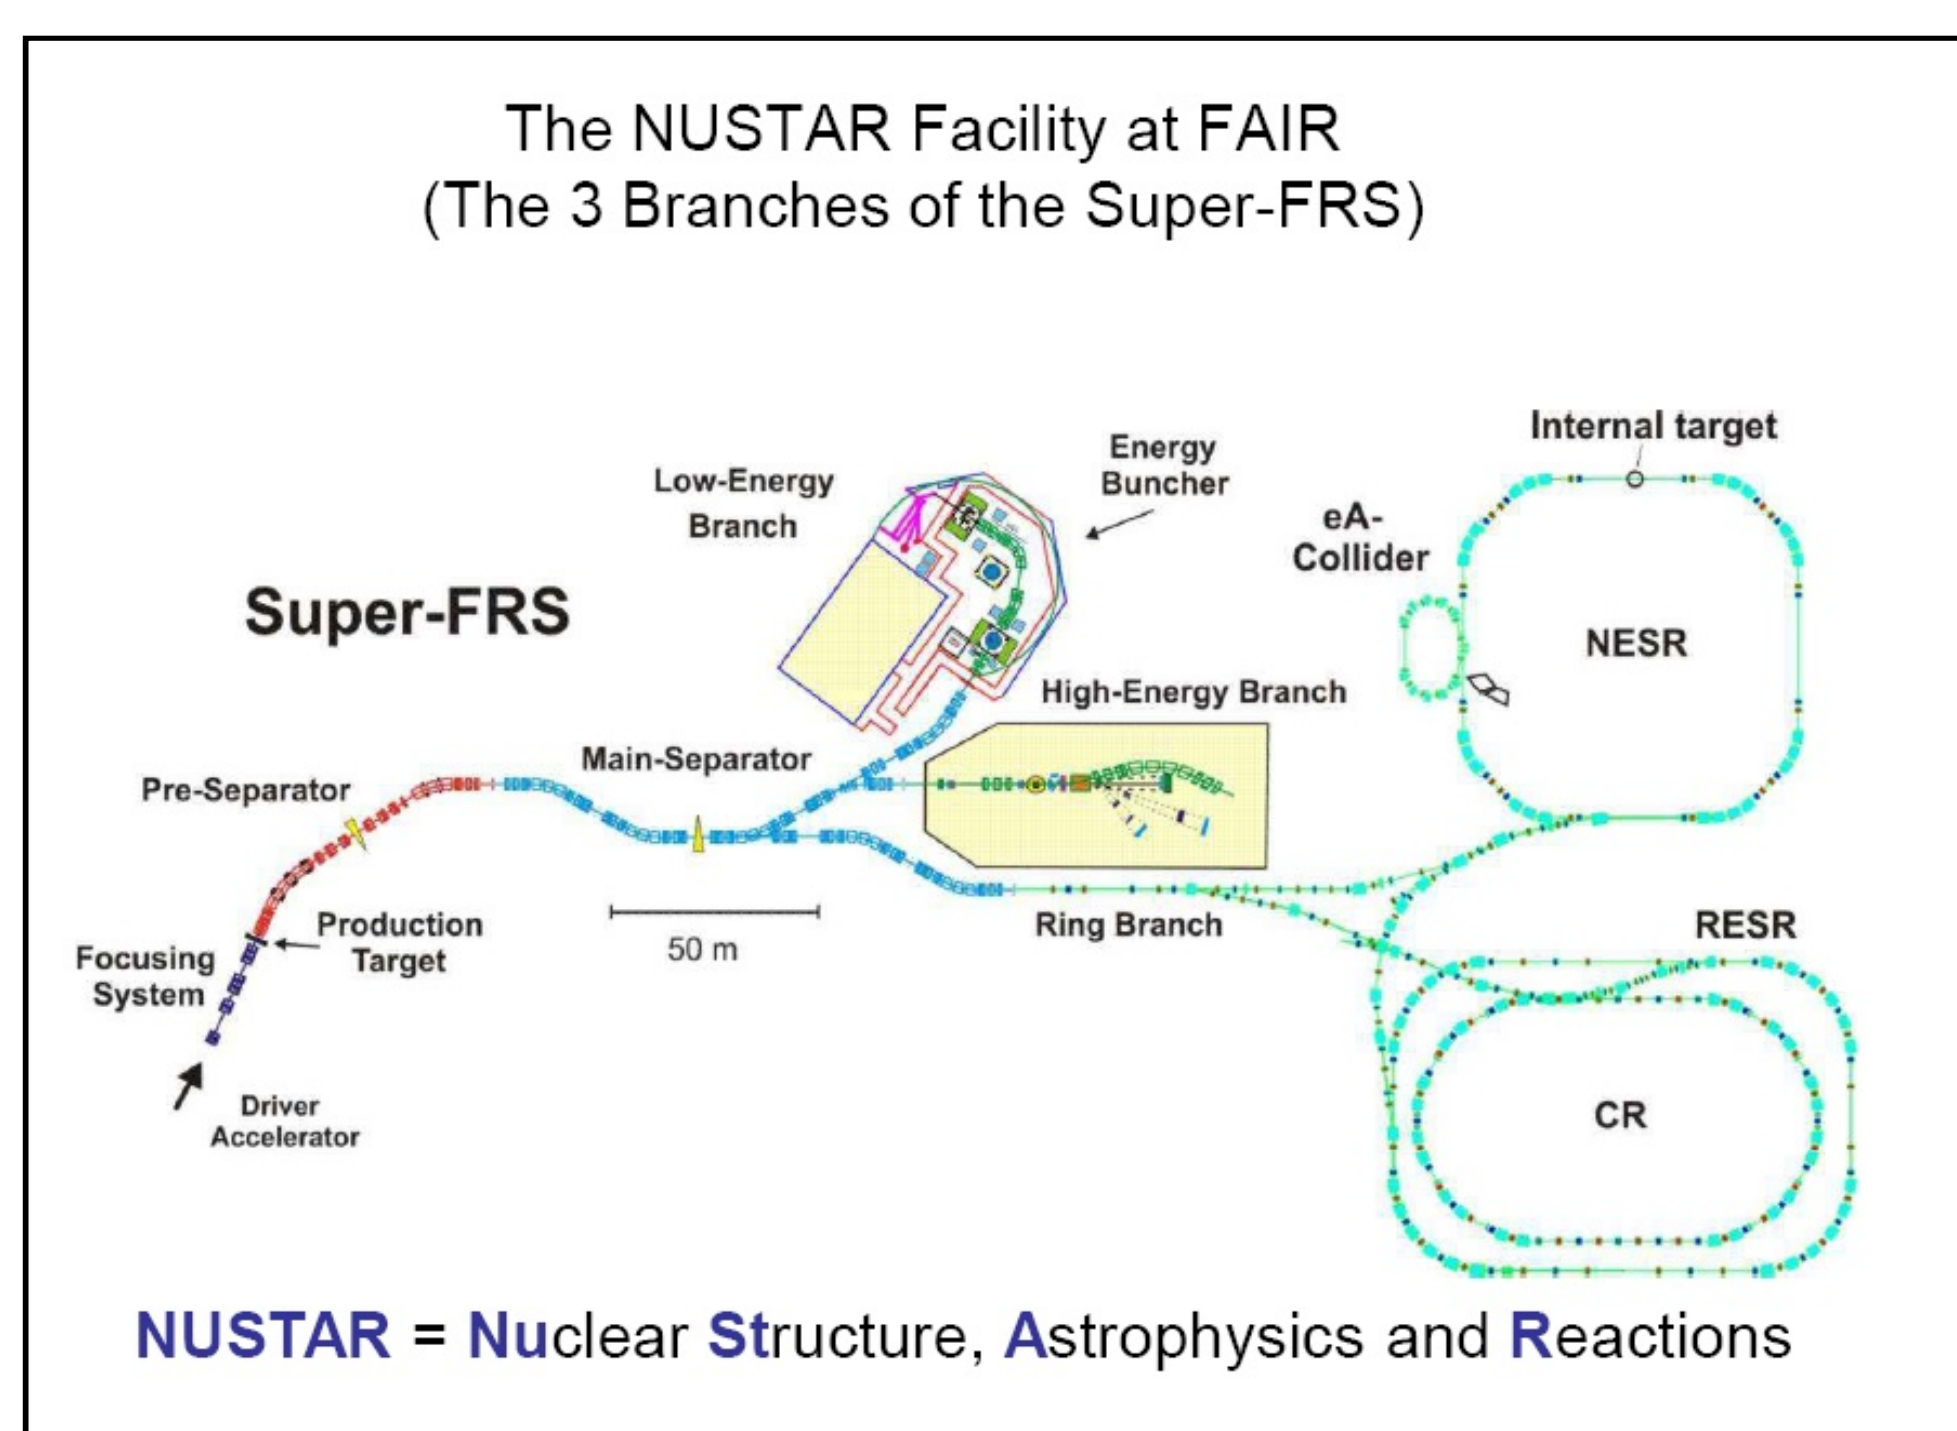 The NUSTAR Facility at FAIR
(The 3 Branches of the Super-FRS)
Internal target
Energy
Buncher
Low-Energy
Branch
eA-
Collider
Super-FRS
NESR
High-Energy Branch
Main-Separator
Pre-Separator
Production
Target
Ring Branch
RESR
50 m
Focusing
System
Driver
Accelerator
CR
NUSTAR = Nuclear Structure, Astrophysics and Reactions